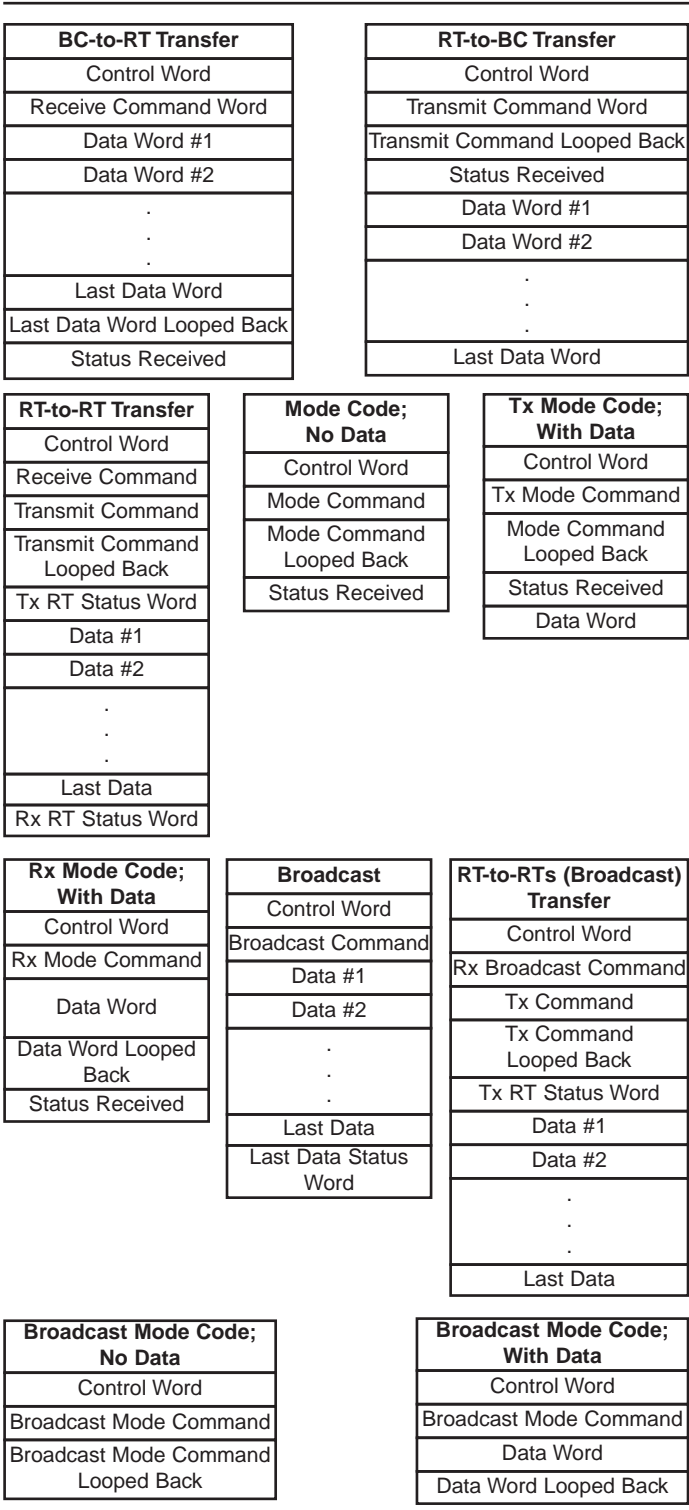 BC-to-RT Transfer
Control Word
Receive Command Word
Data Word #1
Data Word #2
.
.
.
Last Data Word
Last Data Word Looped Back
Status Received
RT-to-BC Transfer
Control Word
Transmit Command Word
Transmit Command Looped Back
Status Received
Data Word #1
Data Word #2
.
.
.
Last Data Word
RT-to-RT Transfer
Control Word
Receive Command
Transmit Command
Transmit Command
Looped Back
Tx RT Status Word
Data #1
Data #2
.
.
.
Last Data
Rx RT Status Word
Mode Code;
No Data
Control Word
Mode Command
Mode Command
Looped Back
Status Received
Tx Mode Code;
With Data
Control Word
Tx Mode Command
Mode Command
Looped Back
Status Received
Data Word
Rx Mode Code;
With Data
Control Word
Rx Mode Command
Data Word
Data Word Looped
Back
Status Received
Broadcast
Control Word
Broadcast Command
Data #1
Data #2
.
.
.
Last Data
Last Data Status
Word
RT-to-RTs (Broadcast)
Transfer
Control Word
Rx Broadcast Command
Tx Command
Tx Command
Looped Back
Tx RT Status Word
Data #1
Data #2
.
.
.
Last Data
Broadcast Mode Code;
No Data
Control Word
Broadcast Mode Command
Broadcast Mode Command
Looped Back
Broadcast Mode Code;
With Data
Control Word
Broadcast Mode Command
Data Word
Data Word Looped Back